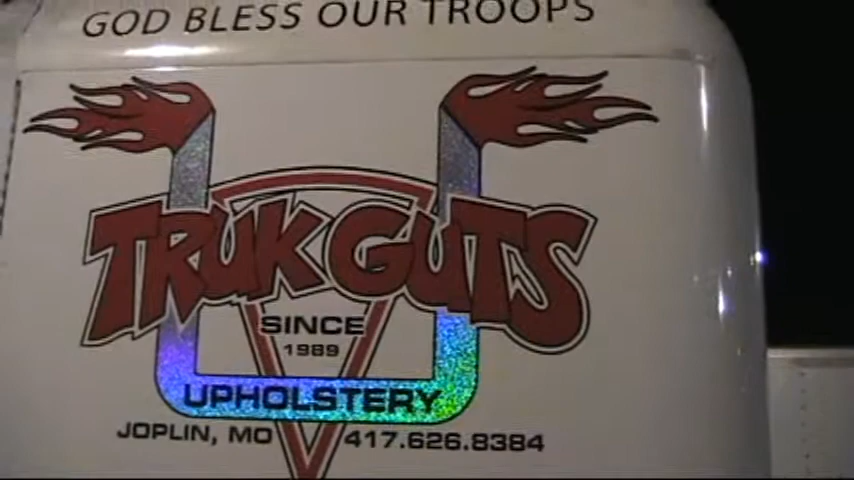 GOD BLESS OUR TROOPS
TRUK GUTS
SINCE
1989
UPHOLSTERY
JOPLIN, MO 417.626.8384